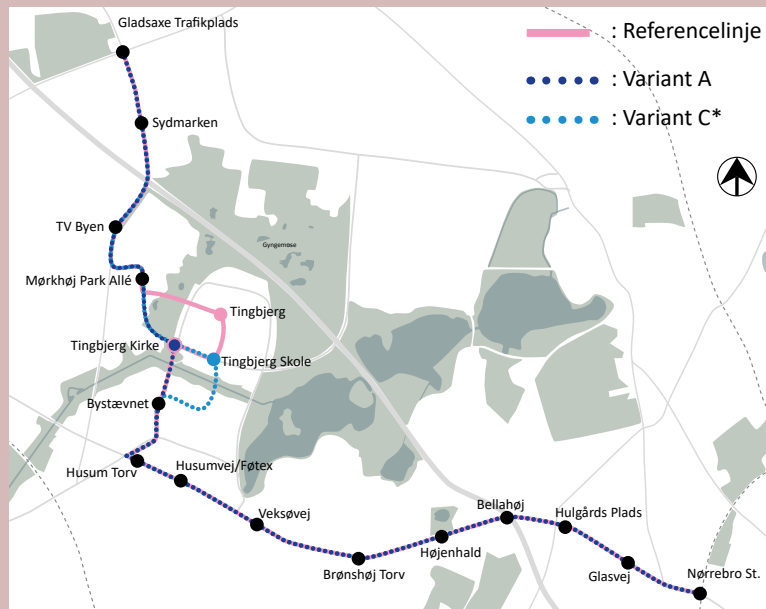 Gladsaxe Trafikplads
: Referencelinje
: Variant A
: Variant C*
Sydmarken
TV Byen
Gyngemose
Mørkhøj Park Allé
Tingbjerg
Tingbjerg Kirke
Tingbjerg Skole
Bystævnet
Husum Torv
Husumvej/Føtex
Veksøvej
Brønshøj Torv
Højenhald
Bellahøj
Hulgårds Plads
Glasvej
Nørrebro St.